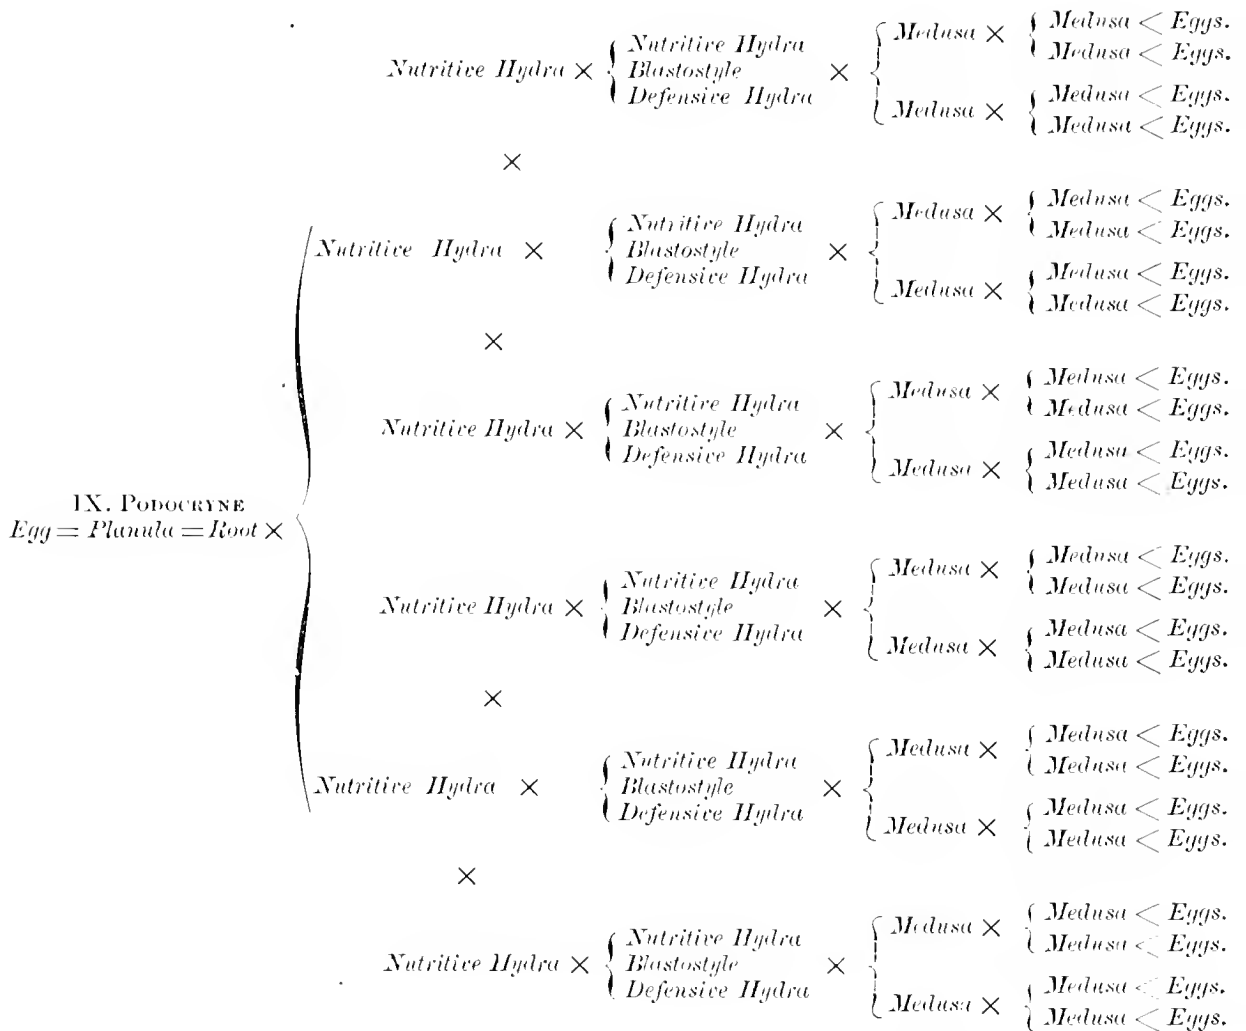 Medusa × { Medusa < Eggs.
Nutritive Hydra × { Nutritive Hydra
Medusa < Eggs.
Blastostyle × {
Defensive Hydra
Medusa × { Medusa < Eggs.
Medusa < Eggs.
×
Medusa × { Medusa < Eggs.
Nutritive Hydra × { Nutritive Hydra
Medusa < Eggs.
Blastostyle × {
Defensive Hydra
Medusa × { Medusa < Eggs.
Medusa < Eggs.
×
Medusa × { Medusa < Eggs.
Nutritive Hydra × { Nutritive Hydra
Medusa < Eggs.
Blastostyle × {
Defensive Hydra
Medusa × { Medusa < Eggs.
Medusa < Eggs.
IX. PODOCRYNE
Egg = Planula = Root × {
Medusa × { Medusa < Eggs.
Nutritive Hydra × { Nutritive Hydra
Medusa < Eggs.
Blastostyle × {
Defensive Hydra
Medusa × { Medusa < Eggs.
Medusa < Eggs.
×
Medusa × { Medusa < Eggs.
Nutritive Hydra × { Nutritive Hydra
Medusa < Eggs.
Blastostyle × {
Defensive Hydra
Medusa × { Medusa < Eggs.
Medusa < Eggs.
×
Medusa × { Medusa < Eggs.
Nutritive Hydra × { Nutritive Hydra
Medusa < Eggs.
Blastostyle × {
Defensive Hydra
Medusa × { Medusa < Eggs.
Medusa < Eggs.